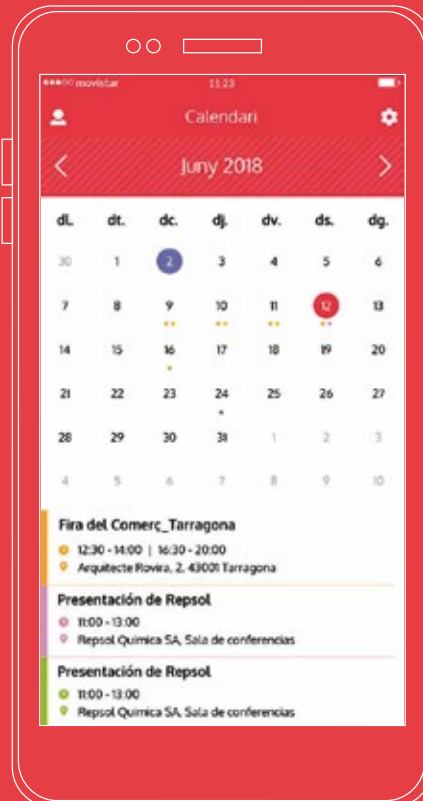 movistar 11:23
Calendari
Juny 2018
dl. dt. dc. dj. dv. ds. dg.
30 1 2 3 4 5 6
7 8 9 10 11 12 13
14 15 16 17 18 19 20
21 22 23 24 25 26 27
28 29 30 31 1 2 3
4 5 6 7 8 9 10
Fira del Comerç_Tarragona
12:30 - 14:00 | 16:30 - 20:00
Arquitecte Rovira, 2, 43001 Tarragona
Presentación de Repsol
11:00 - 13:00
Repsol Quimica SA, Sala de conferencias
Presentación de Repsol
11:00 - 13:00
Repsol Quimica SA, Sala de conferencias